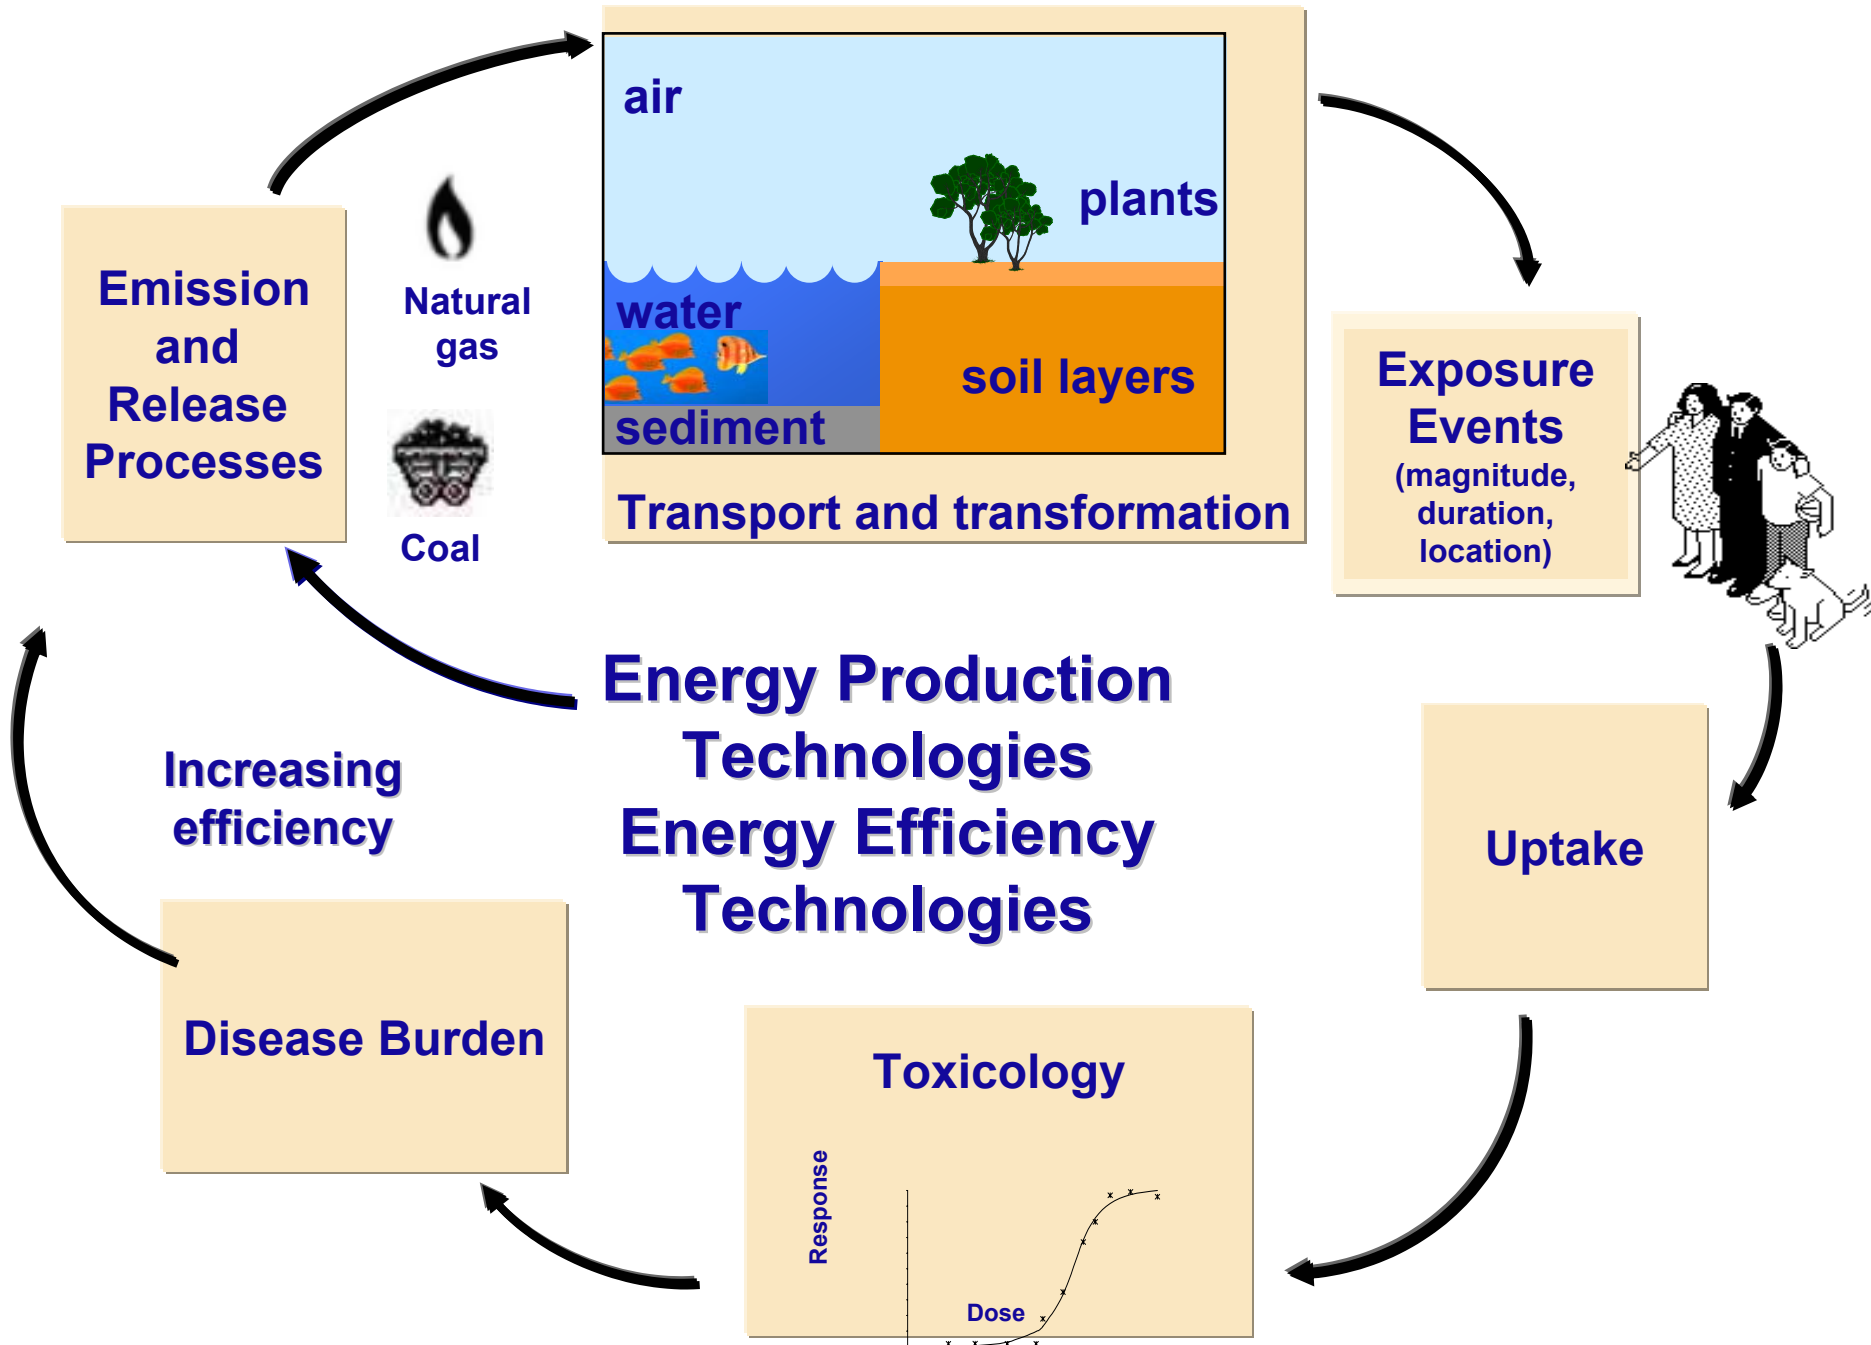 air
plants
water
soil layers
sediment
Transport and transformation
Emission
and
Release
Processes
Natural
gas
Coal
Exposure
Events
(magnitude,
duration,
location)
Energy Production
Technologies
Energy Efficiency
Technologies
Increasing
efficiency
Uptake
Disease Burden
Toxicology
Response
Dose